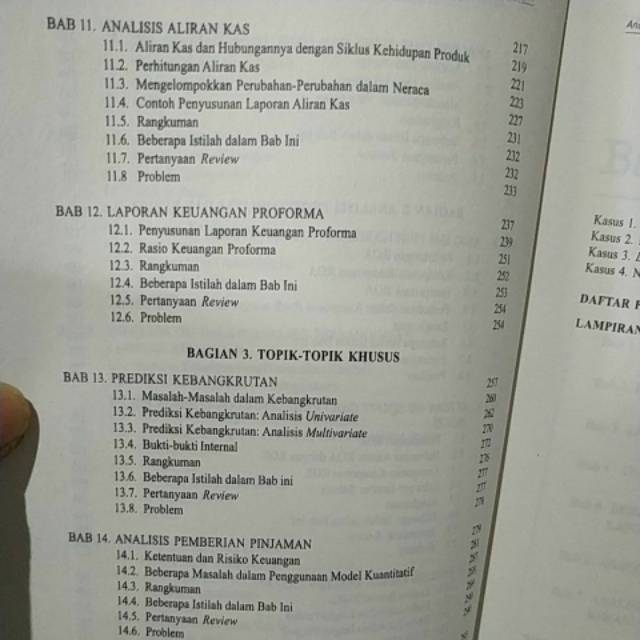 BAB 11. ANALISIS ALIRAN KAS 217
11.1. Aliran Kas dan Hubungannya dengan Siklus Kehidupan Produk 219
11.2. Perhitungan Aliran Kas 221
11.3. Mengelompokkan Perubahan-Perubahan dalam Neraca 223
11.4. Contoh Penyusunan Laporan Aliran Kas 227
11.5. Rangkuman 231
11.6. Beberapa Istilah dalam Bab Ini 232
11.7. Pertanyaan Review 232
11.8 Problem 233
BAB 12. LAPORAN KEUANGAN PROFORMA 237
12.1. Penyusunan Laporan Keuangan Proforma 239
12.2. Rasio Keuangan Proforma 251
12.3. Rangkuman 252
12.4. Beberapa Istilah dalam Bab Ini 253
12.5. Pertanyaan Review 254
12.6. Problem 254
BAGIAN 3. TOPIK-TOPIK KHUSUS
BAB 13. PREDIKSI KEBANGKRUTAN 257
13.1. Masalah-Masalah dalam Kebangkrutan 260
13.2. Prediksi Kebangkrutan: Analisis Univariate 262
13.3. Prediksi Kebangkrutan: Analisis Multivariate 270
13.4. Bukti-bukti Internal 272
13.5. Rangkuman 276
13.6. Beberapa Istilah dalam Bab ini 277
13.7. Pertanyaan Review 277
13.8. Problem 278
BAB 14. ANALISIS PEMBERIAN PINJAMAN 279
14.1. Ketentuan dan Risiko Keuangan
14.2. Beberapa Masalah dalam Penggunaan Model Kuantitatif
14.3. Rangkuman
14.4. Beberapa Istilah dalam Bab Ini
14.5. Pertanyaan Review
14.6. Problem
Kasus 1.
Kasus 2.
Kasus 3.
Kasus 4.
DAFTAR
LAMPIRAN